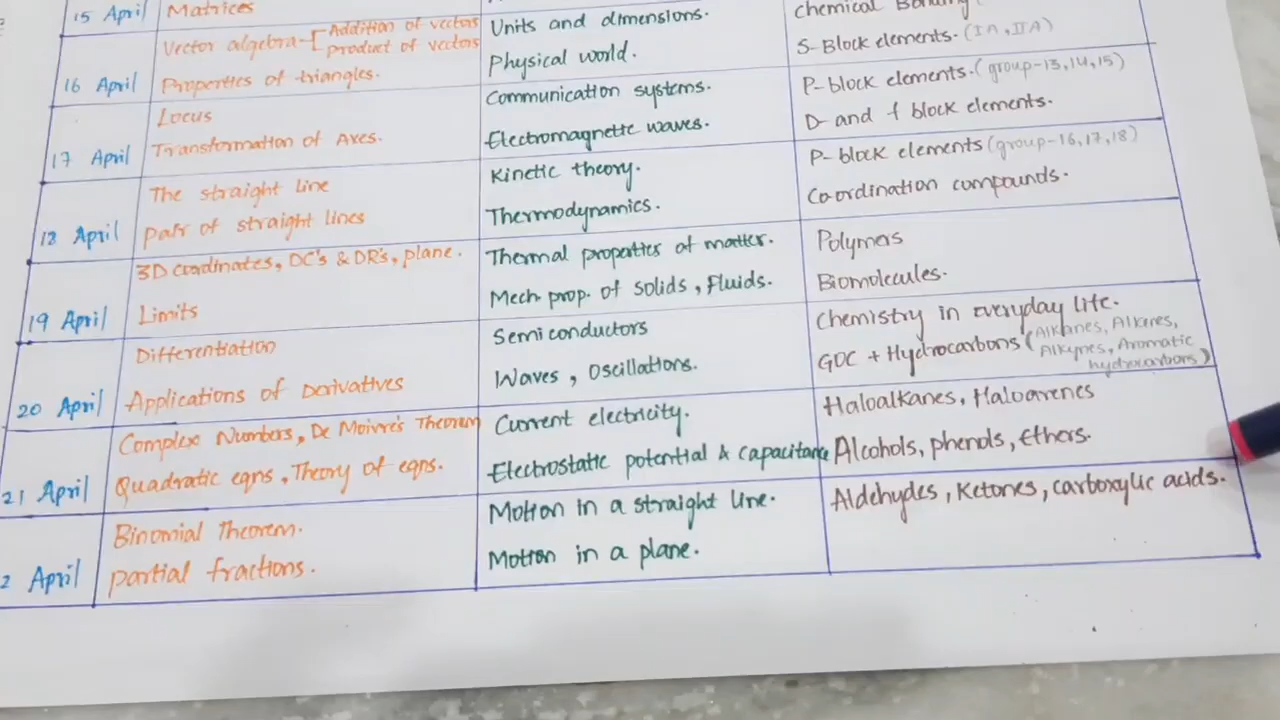 15 April
Matrices
Vector algebra-[ Addition of vectors
product of vectors
Units and dimensions.
Chemical Bonding
S-Block elements.(IA,IIA)
16 April
Properties of triangles.
Physical world.
P-block elements.(group-13,14,15)
Locus
Communication systems.
D- and f block elements.
17 April
Transformation of Axes.
Electromagnetic waves.
P-block elements(group-16,17,18)
The straight line
Kinetic theory.
Coordination compounds.
18 April
pair of straight lines
Thermodynamics.
3D coordinates, DC's & DR's, plane.
Thermal properties of matter.
Polymers
19 April
Limits
Mech. prop. of solids, Fluids.
Biomolecules.
Differentiation
Semiconductors
Chemistry in everyday life.
20 April
Applications of Derivatives
Waves, Oscillations.
GOC + Hydrocarbons (Alkanes, Alkenes,
Alkynes, Aromatic
hydrocarbons)
Complex Numbers, De Moivre's Theorem
Current electricity.
Haloalkanes, Haloarenes
21 April
Quadratic eqns, Theory of eqns.
Electrostatic potential & capacitance
Alcohols, phenols, Ethers.
Binomial Theorem.
Motion in a straight line.
Aldehydes, Ketones, carboxylic acids.
2 April
partial fractions.
Motion in a plane.